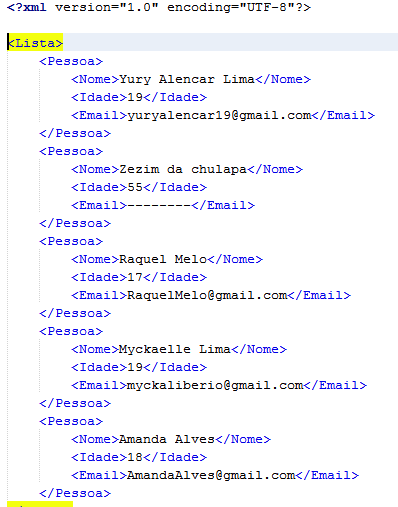 <?xml version="1.0" encoding="UTF-8"?>
<Lista>
<Pessoa>
<Nome>Yury Alencar Lima</Nome>
<Idade>19</Idade>
<Email>yuryalencar19@gmail.com</Email>
</Pessoa>
<Pessoa>
<Nome>Zezim da chulapa</Nome>
<Idade>55</Idade>
<Email>--------</Email>
</Pessoa>
<Pessoa>
<Nome>Raquel Melo</Nome>
<Idade>17</Idade>
<Email>RaquelMelo@gmail.com</Email>
</Pessoa>
<Pessoa>
<Nome>Myckaelle Lima</Nome>
<Idade>19</Idade>
<Email>myckaliberio@gmail.com</Email>
</Pessoa>
<Pessoa>
<Nome>Amanda Alves</Nome>
<Idade>18</Idade>
<Email>AmandaAlves@gmail.com</Email>
</Pessoa>